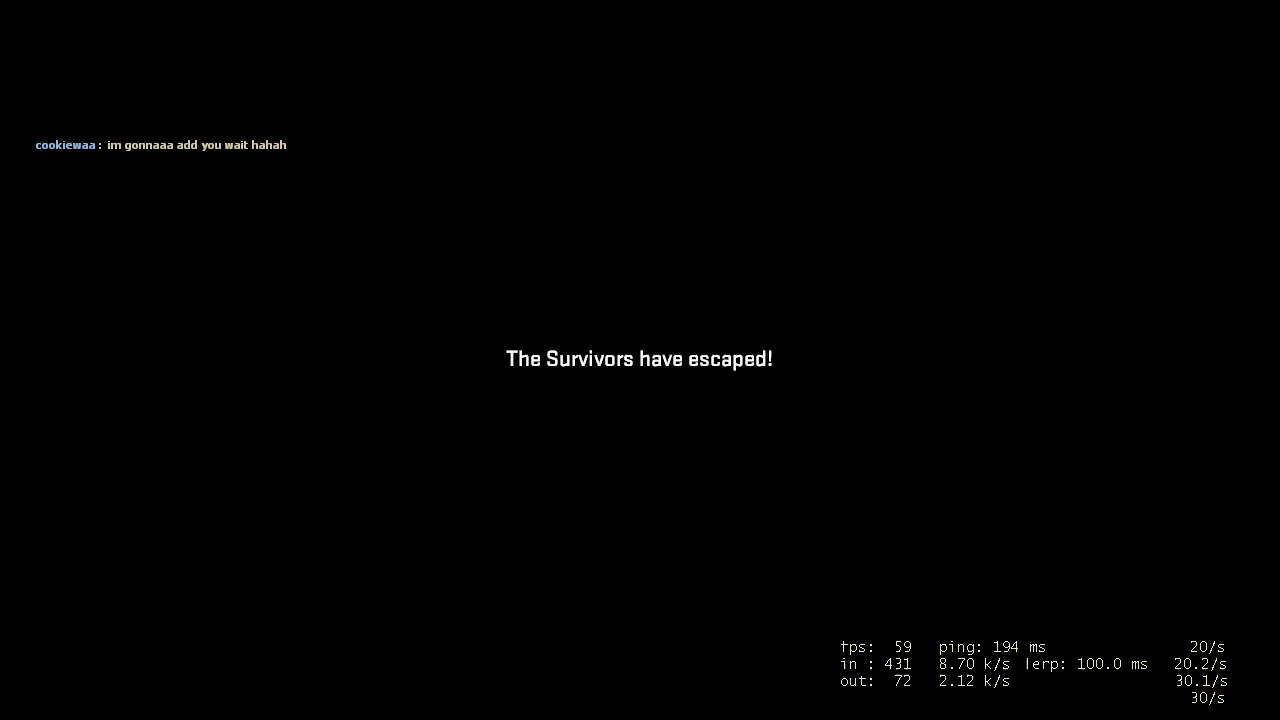 cookiewaa : im gonnaaa add you wait hahah
The Survivors have escaped!
fps: 59 ping: 194 ms 20/s
in : 431 8.70 k/s lerp: 100.0 ms 20.2/s
out: 72 2.12 k/s 30.1/s
30/s